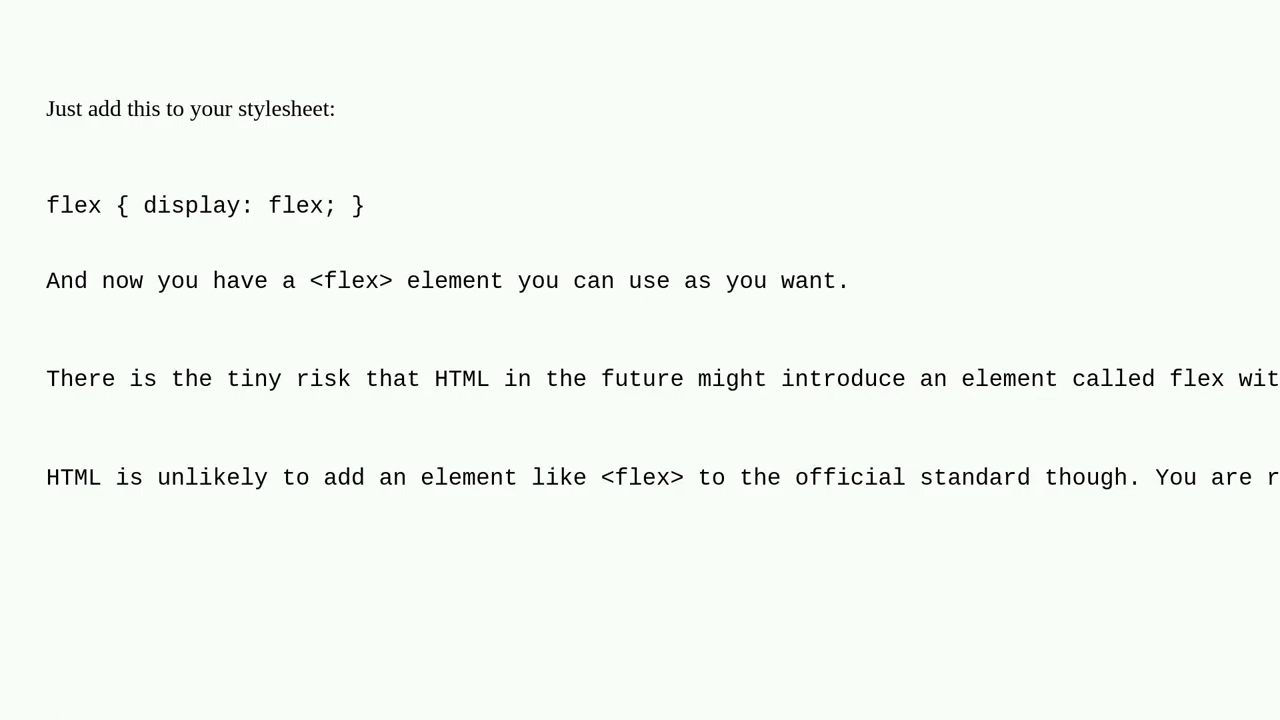 Just add this to your stylesheet:
flex { display: flex; }
And now you have a <flex> element you can use as you want.
There is the tiny risk that HTML in the future might introduce an element called flex
HTML is unlikely to add an element like <flex> to the official standard though. You are